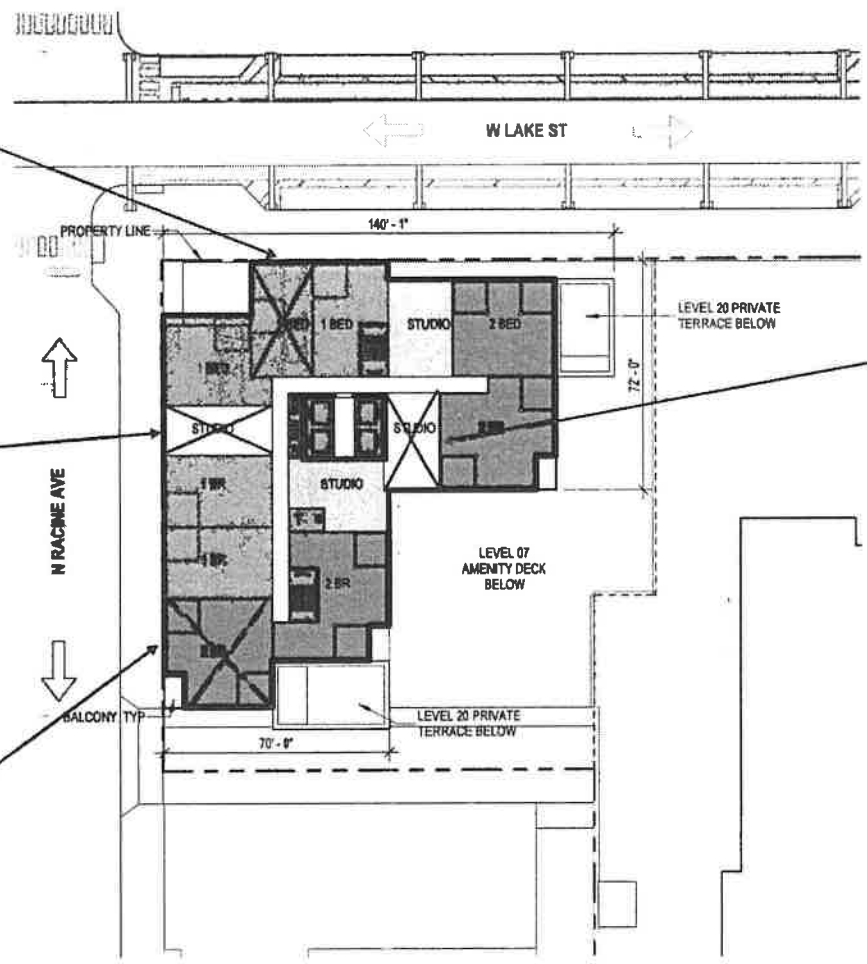 W LAKE ST
140' - 1"
PROPERTY LINE
LEVEL 20 PRIVATE
TERRACE BELOW
1 BED
STUDIO
2 BED
72' - 0"
STUDIO
STUDIO
N RACINE AVE
STUDIO
1 BR
2 BR
LEVEL 07
AMENITY DECK
BELOW
BALCONY, TYP
LEVEL 20 PRIVATE
TERRACE BELOW
70' - 0"